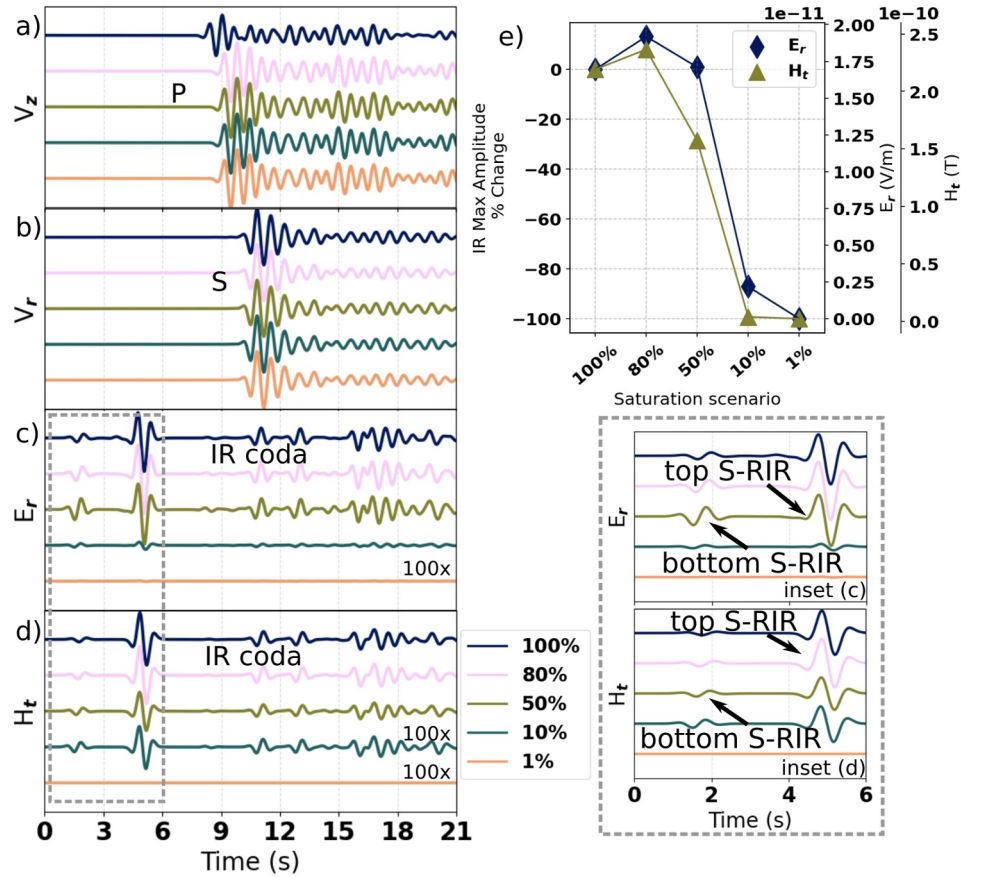 a)
V_z
P
b)
V_r
S
c)
E_r
IR coda
100x
d)
H_t
IR coda
100x
100x
0 3 6 9 12 15 18 21
Time (s)
100%
80%
50%
10%
1%
e)
1e−11
1e−10
E_r
H_t
IR Max Amplitude
% Change
0
−20
−40
−60
−80
−100
2.00
1.75
1.50
1.25
1.00
0.75
0.50
0.25
0.00
E_r (V/m)
2.5
2.0
1.5
1.0
0.5
0.0
H_t (T)
100% 80% 50% 10% 1%
Saturation scenario
E_r
top S-RIR
bottom S-RIR
inset (c)
H_t
top S-RIR
bottom S-RIR
inset (d)
0 2 4 6
Time (s)